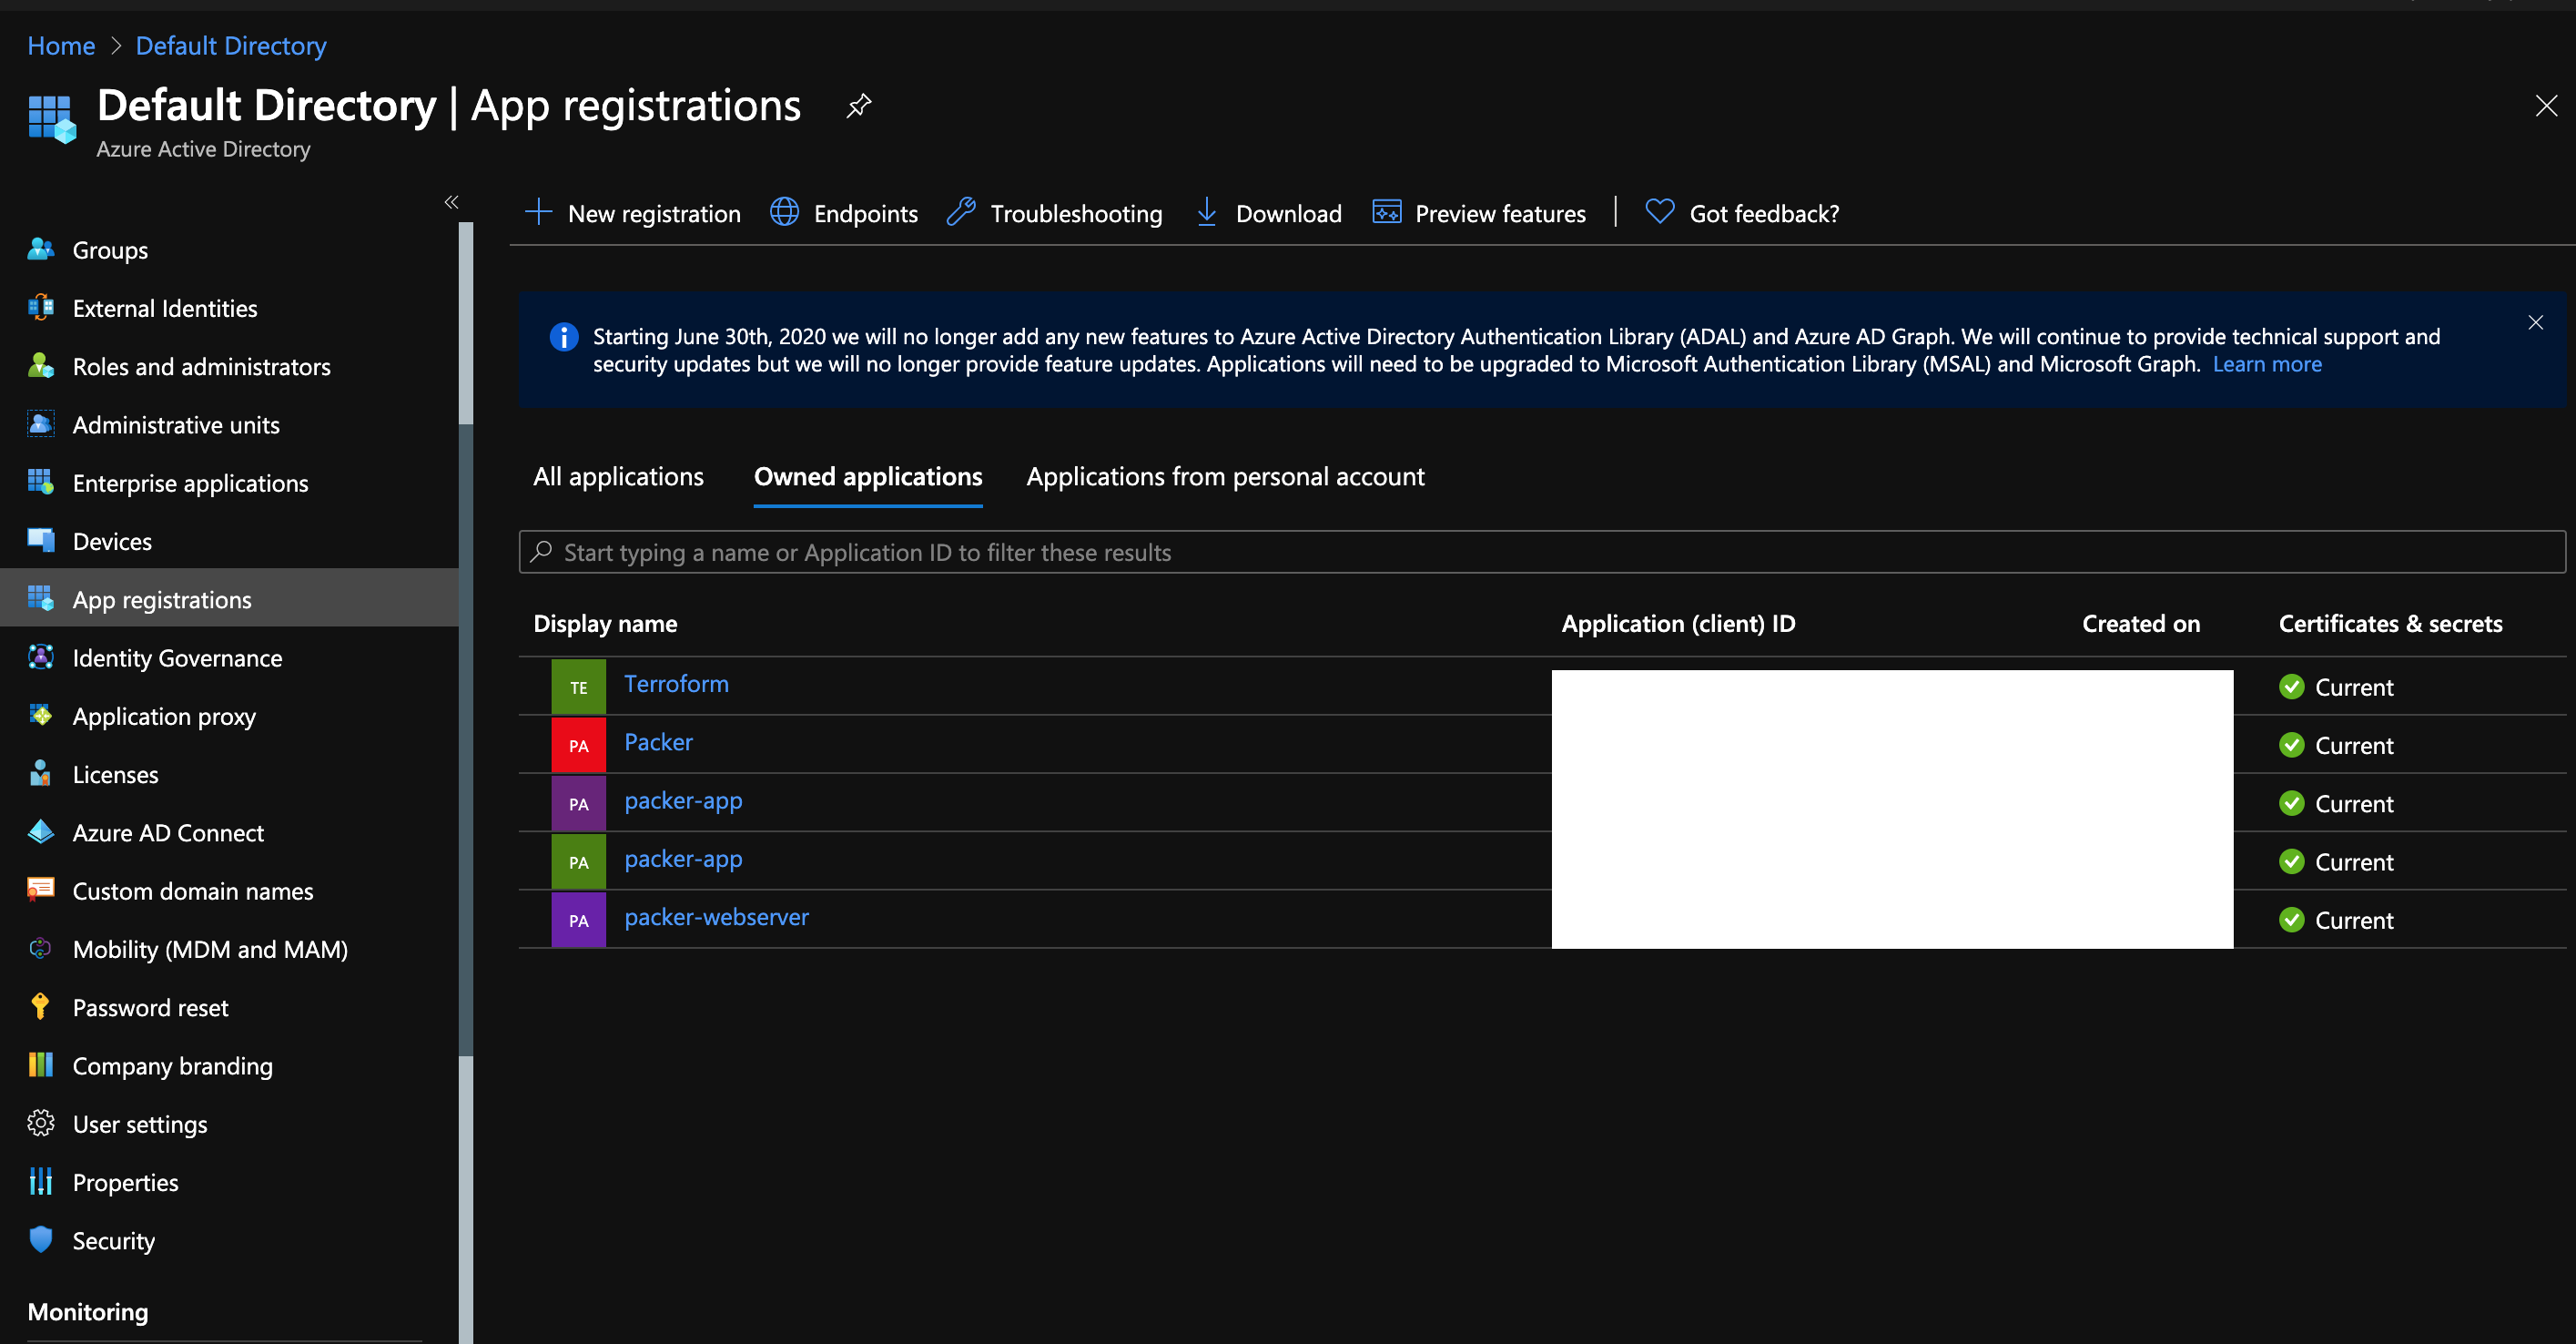 Home > Default Directory
Default Directory | App registrations
Azure Active Directory
«
Groups
External Identities
Roles and administrators
Administrative units
Enterprise applications
Devices
App registrations
Identity Governance
Application proxy
Licenses
Azure AD Connect
Custom domain names
Mobility (MDM and MAM)
Password reset
Company branding
User settings
Properties
Security
Monitoring
New registration Endpoints Troubleshooting Download Preview features | Got feedback?
Starting June 30th, 2020 we will no longer add any new features to Azure Active Directory Authentication Library (ADAL) and Azure AD Graph. We will continue to provide technical support and
security updates but we will no longer provide feature updates. Applications will need to be upgraded to Microsoft Authentication Library (MSAL) and Microsoft Graph. Learn more
All applications Owned applications Applications from personal account
Start typing a name or Application ID to filter these results
Display name Application (client) ID Created on Certificates & secrets
TE Terroform Current
PA Packer Current
PA packer-app Current
PA packer-app Current
PA packer-webserver Current